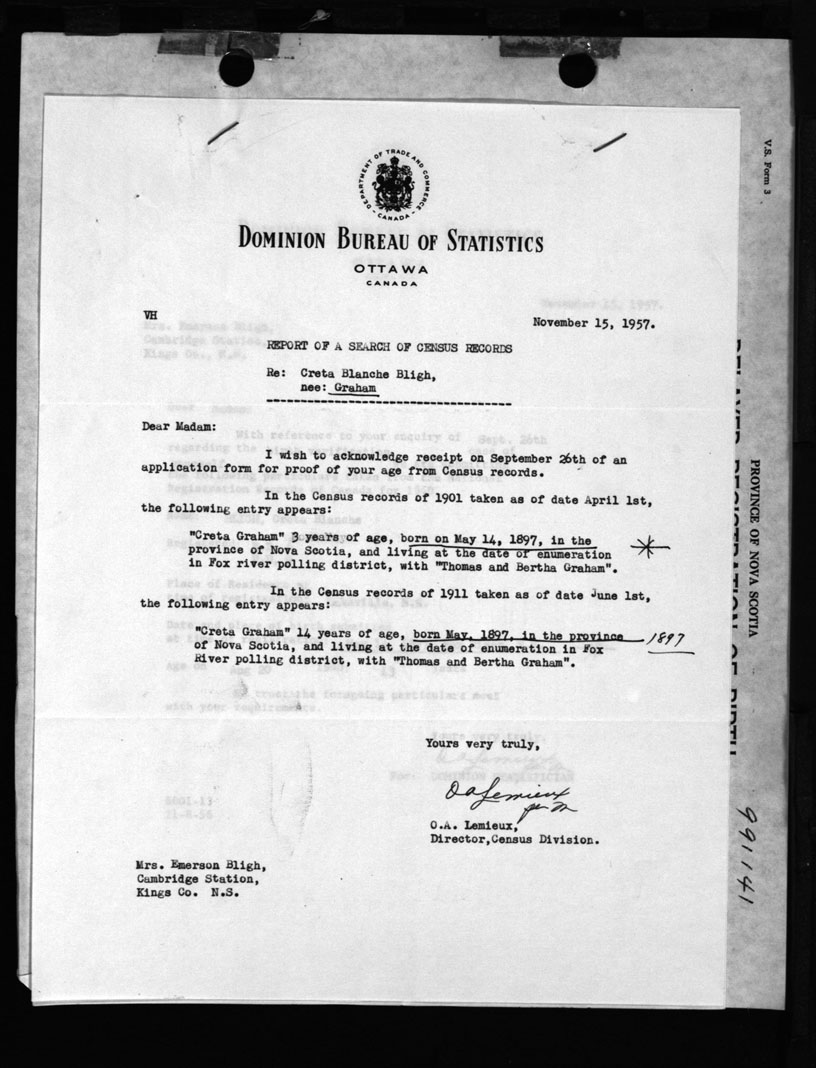 DEPARTMENT OF TRADE AND COMMERCE
- CANADA -
DOMINION BUREAU OF STATISTICS
OTTAWA
CANADA
VH
November 15, 1957.
REPORT OF A SEARCH OF CENSUS RECORDS
Re: Creta Blanche Bligh,
nee: Graham
Dear Madam:
I wish to acknowledge receipt on September 26th of an
application form for proof of your age from Census records.
In the Census records of 1901 taken as of date April 1st,
the following entry appears:
"Creta Graham" 3 years of age, born on May 14, 1897, in the
province of Nova Scotia, and living at the date of enumeration
in Fox river polling district, with "Thomas and Bertha Graham".
In the Census records of 1911 taken as of date June 1st,
the following entry appears:
"Creta Graham" 14 years of age, born May, 1897, in the province 1897
of Nova Scotia, and living at the date of enumeration in Fox
River polling district, with "Thomas and Bertha Graham".
Yours very truly,
O A Lemieux
O.A. Lemieux,
Director,Census Division.
Mrs. Emerson Bligh,
Cambridge Station,
Kings Co. N.S.
V.S. Form 3
PROVINCE OF NOVA SCOTIA
DELAYED REGISTRATION OF BIRTH
991141